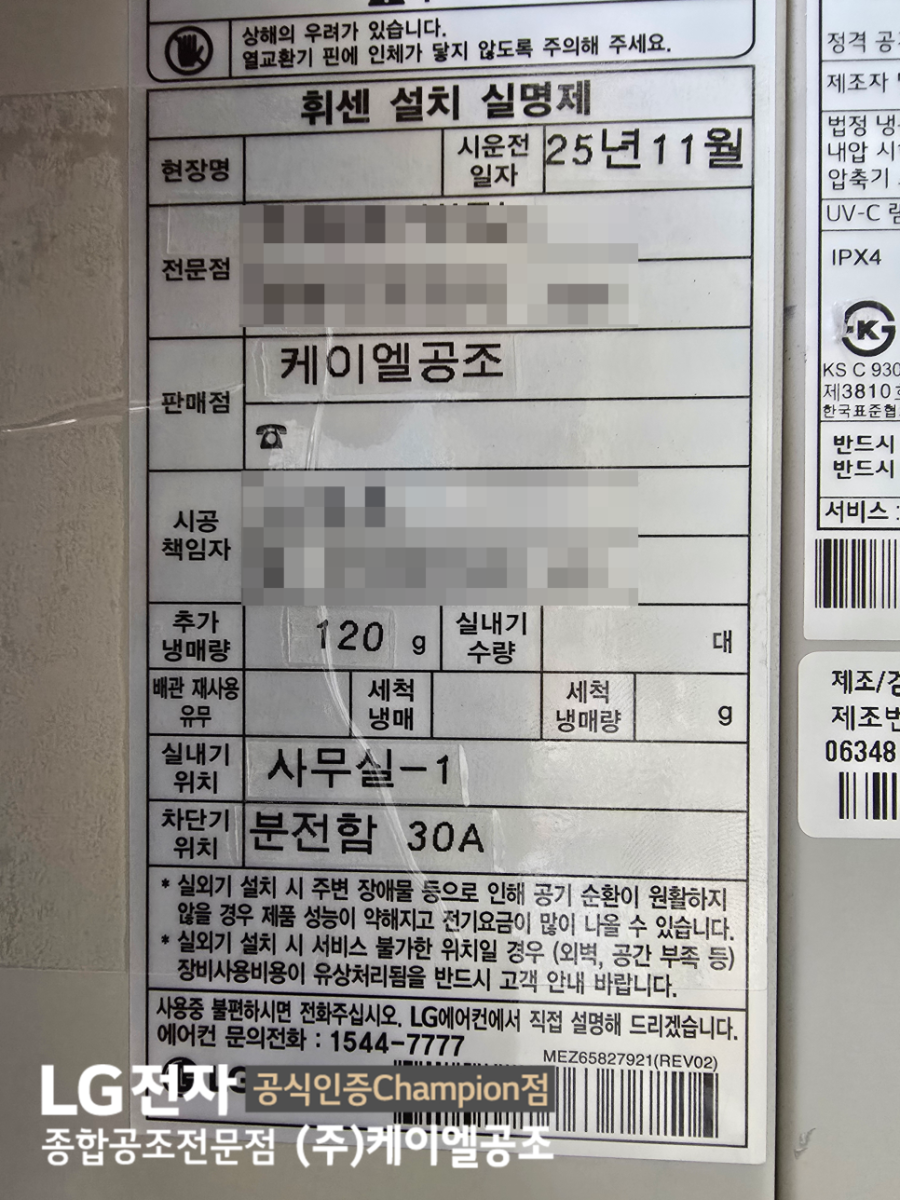 상해의 우려가 있습니다.
열교환기 핀에 인체가 닿지 않도록 주의해 주세요.
휘센 설치 실명제
현장명
시운전
일자
25년11월
전문점
판매점
케이엘공조
☎
시공
책임자
추가
냉매량
120 g
실내기
수량
대
배관 재사용
유무
세척
냉매
세척
냉매량
g
실내기
위치
사무실-1
차단기
위치
분전함 30A
* 실외기 설치 시 주변 장애물 등으로 인해 공기 순환이 원활하지
않을 경우 제품 성능이 약해지고 전기요금이 많이 나올 수 있습니다.
* 실외기 설치 시 서비스 불가한 위치일 경우 (외벽, 공간 부족 등)
장비사용비용이 유상처리됨을 반드시 고객 안내 바랍니다.
사용중 불편하시면 전화주십시오. LG에어컨에서 직접 설명해 드리겠습니다.
에어컨 문의전화 : 1544-7777
MEZ65827921(REV02)
LG
LG전자 공식인증Champion점
종합공조전문점 (주)케이엘공조
정격 공
제조자
법정 냉
내압 시
압축기
UV-C 램
IPX4
K
KS C 930
제3810
한국표준협
반드시
반드시
서비스 :
제조/검
제조번
06348